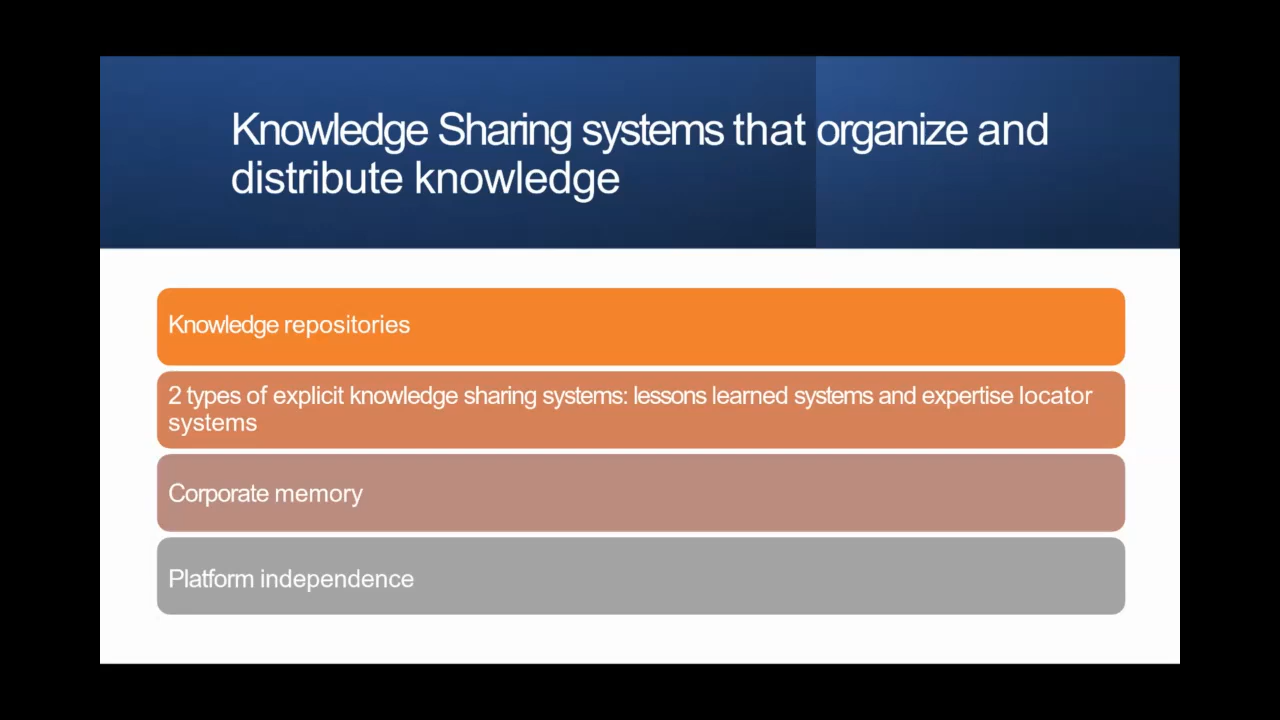 Knowledge Sharing systems that organize and
distribute knowledge
Knowledge repositories
2 types of explicit knowledge sharing systems: lessons learned systems and expertise locator
systems
Corporate memory
Platform independence